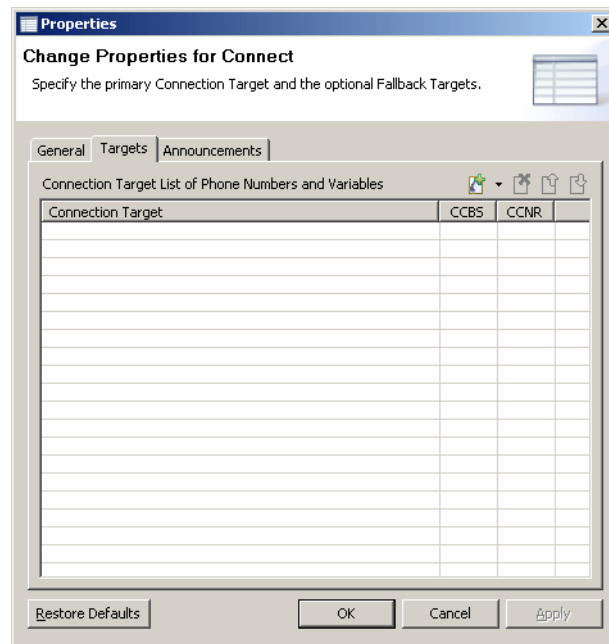 Properties
Change Properties for Connect
Specify the primary Connection Target and the optional Fallback Targets.
General Targets Announcements
Connection Target List of Phone Numbers and Variables
Connection Target CCBS CCNR
Restore Defaults OK Cancel Apply